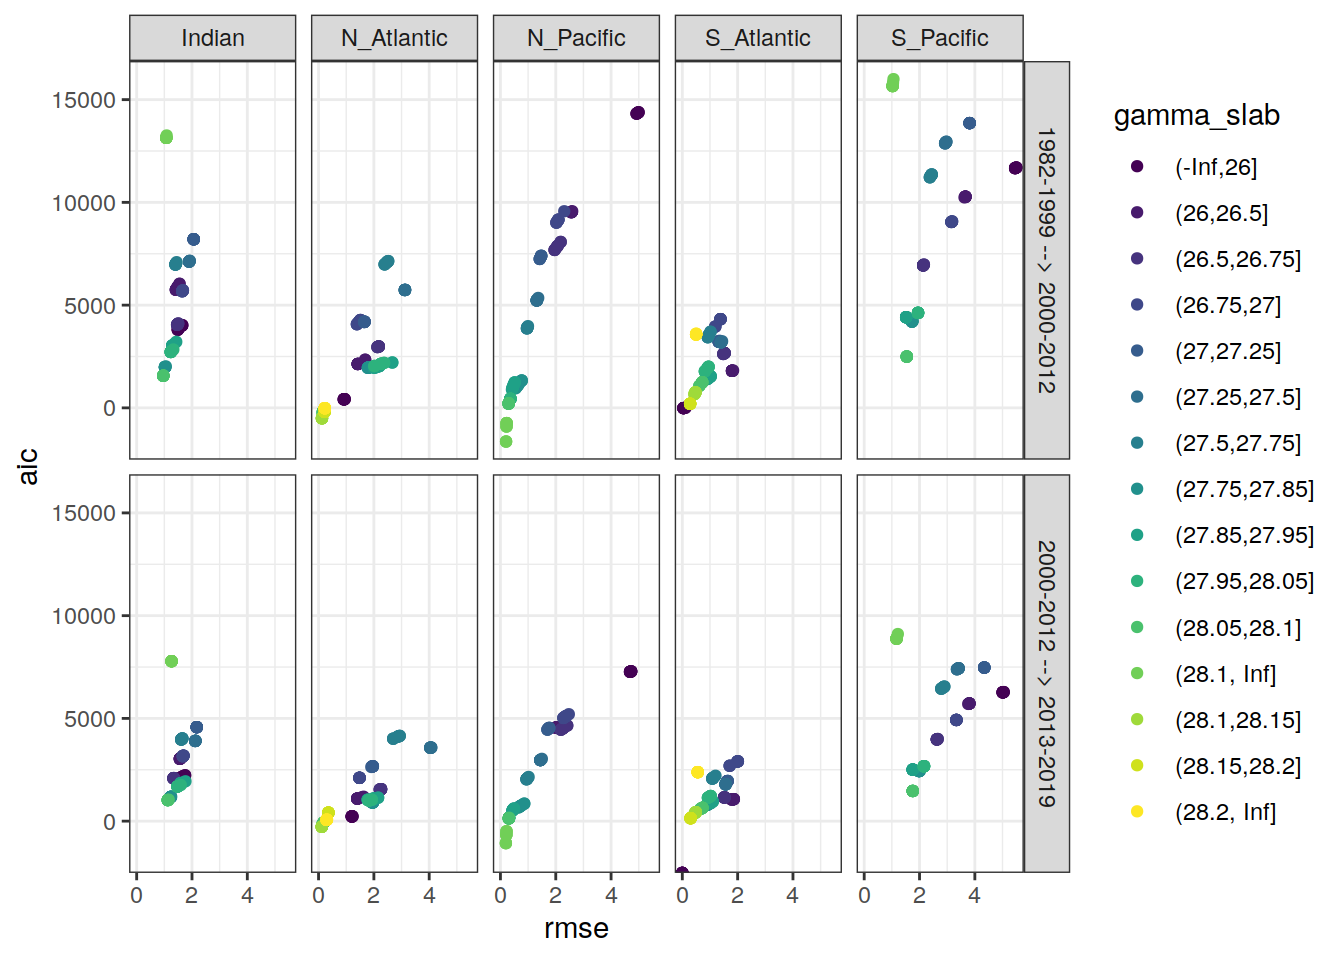 Indian N_Atlantic N_Pacific S_Atlantic S_Pacific
15000
10000
5000
0
1982-1999 --> 2000-2012
15000
10000
5000
0
2000-2012 --> 2013-2019
aic
0 2 4 0 2 4 0 2 4 0 2 4 0 2 4
rmse
gamma_slab
(-Inf,26]
(26,26.5]
(26.5,26.75]
(26.75,27]
(27,27.25]
(27.25,27.5]
(27.5,27.75]
(27.75,27.85]
(27.85,27.95]
(27.95,28.05]
(28.05,28.1]
(28.1, Inf]
(28.1,28.15]
(28.15,28.2]
(28.2, Inf]